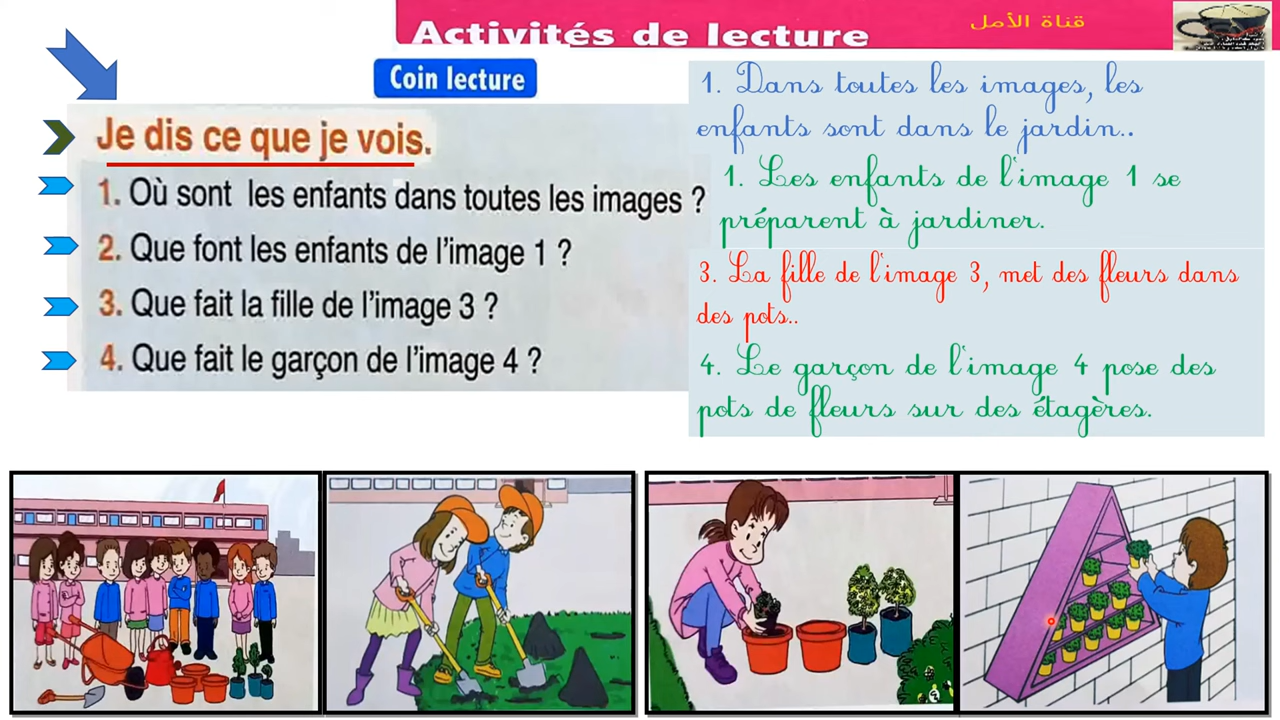 Activités de lecture
قناة الأمل
Coin lecture
Je dis ce que je vois.
1. Où sont les enfants dans toutes les images ?
2. Que font les enfants de l'image 1 ?
3. Que fait la fille de l'image 3 ?
4. Que fait le garçon de l'image 4 ?
1. Dans toutes les images, les
enfants sont dans le jardin..
1. Les enfants de l'image 1 se
préparent à jardiner.
3. La fille de l'image 3, met des fleurs dans
des pots..
4. Le garçon de l'image 4 pose des
pots de fleurs sur des étagères.